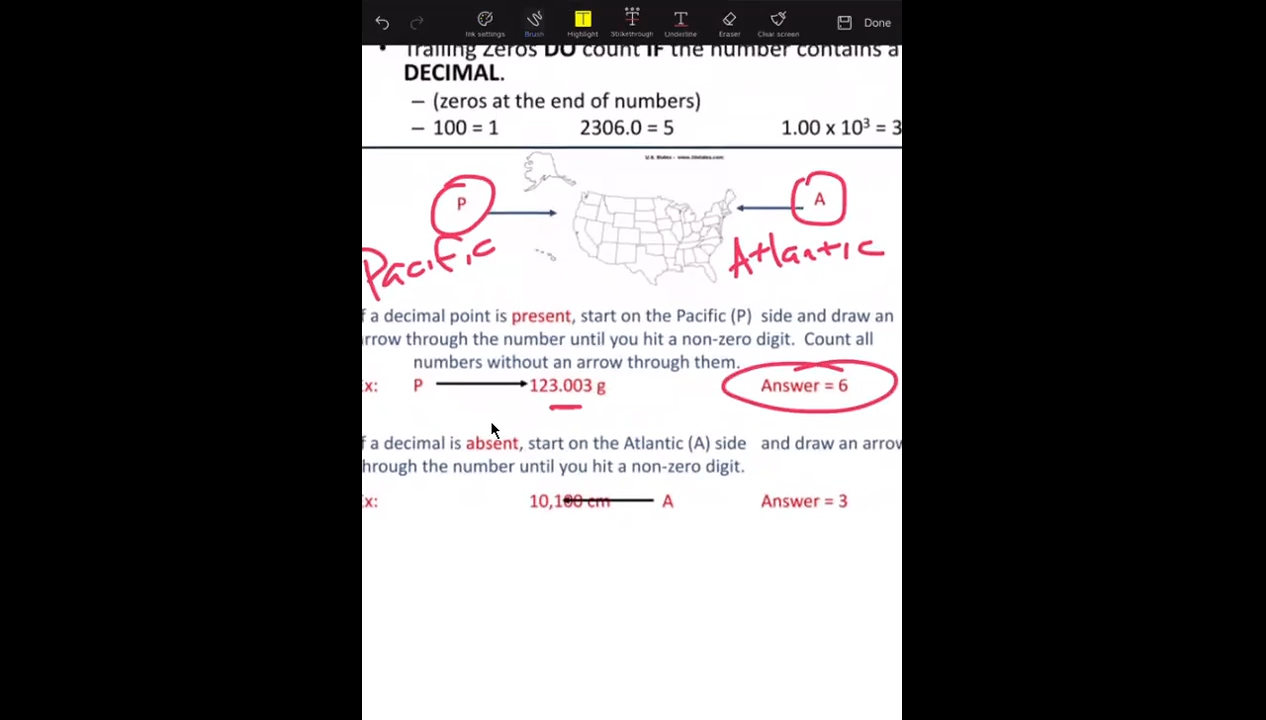 Ink settings Brush Highlight Strikethrough Underline Eraser Clear screen Done
• Trailing Zeros DO count IF the number contains a
DECIMAL.
– (zeros at the end of numbers)
– 100 = 1 2306.0 = 5 1.00 x 10³ = 3
P A
Pacific Atlantic
f a decimal point is present, start on the Pacific (P) side and draw an
rrow through the number until you hit a non-zero digit. Count all
numbers without an arrow through them.
x: P 123.003 g Answer = 6
f a decimal is absent, start on the Atlantic (A) side and draw an arrow
hrough the number until you hit a non-zero digit.
x: 10,100 cm A Answer = 3